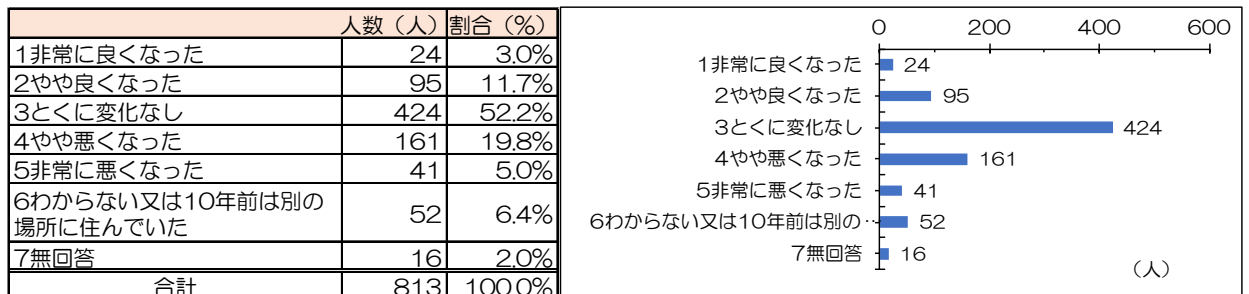 人数（人） 割合（%）
1非常に良くなった 24 3.0%
2やや良くなった 95 11.7%
3とくに変化なし 424 52.2%
4やや悪くなった 161 19.8%
5非常に悪くなった 41 5.0%
6わからない又は10年前は別の
場所に住んでいた 52 6.4%
7無回答 16 2.0%
合計 813 100.0%
0 200 400 600
1非常に良くなった 24
2やや良くなった 95
3とくに変化なし 424
4やや悪くなった 161
5非常に悪くなった 41
6わからない又は10年前は別の… 52
7無回答 16
（人）